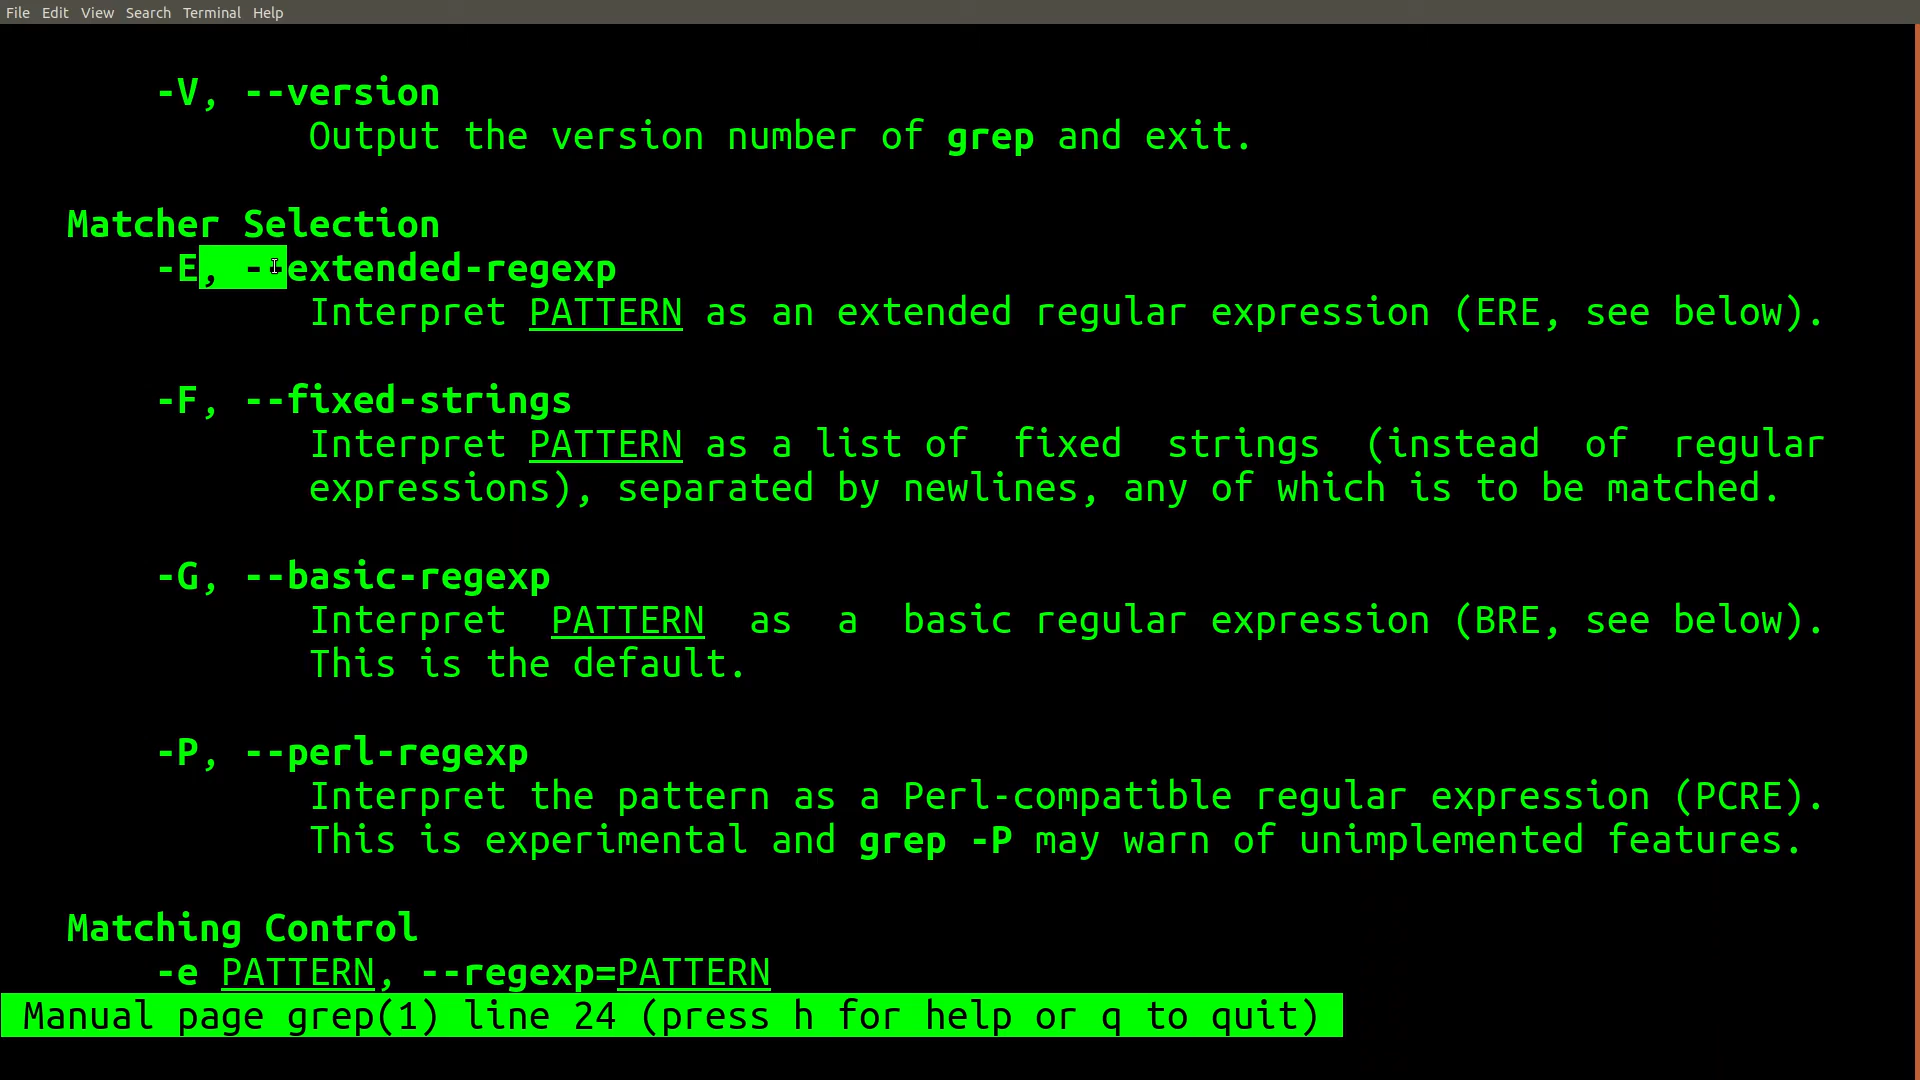 File Edit View Search Terminal Help
-V, --version
Output the version number of grep and exit.
Matcher Selection
-E, --extended-regexp
Interpret PATTERN as an extended regular expression (ERE, see below).
-F, --fixed-strings
Interpret PATTERN as a list of fixed strings (instead of regular
expressions), separated by newlines, any of which is to be matched.
-G, --basic-regexp
Interpret PATTERN as a basic regular expression (BRE, see below).
This is the default.
-P, --perl-regexp
Interpret the pattern as a Perl-compatible regular expression (PCRE).
This is experimental and grep -P may warn of unimplemented features.
Matching Control
-e PATTERN, --regexp=PATTERN
Manual page grep(1) line 24 (press h for help or q to quit)